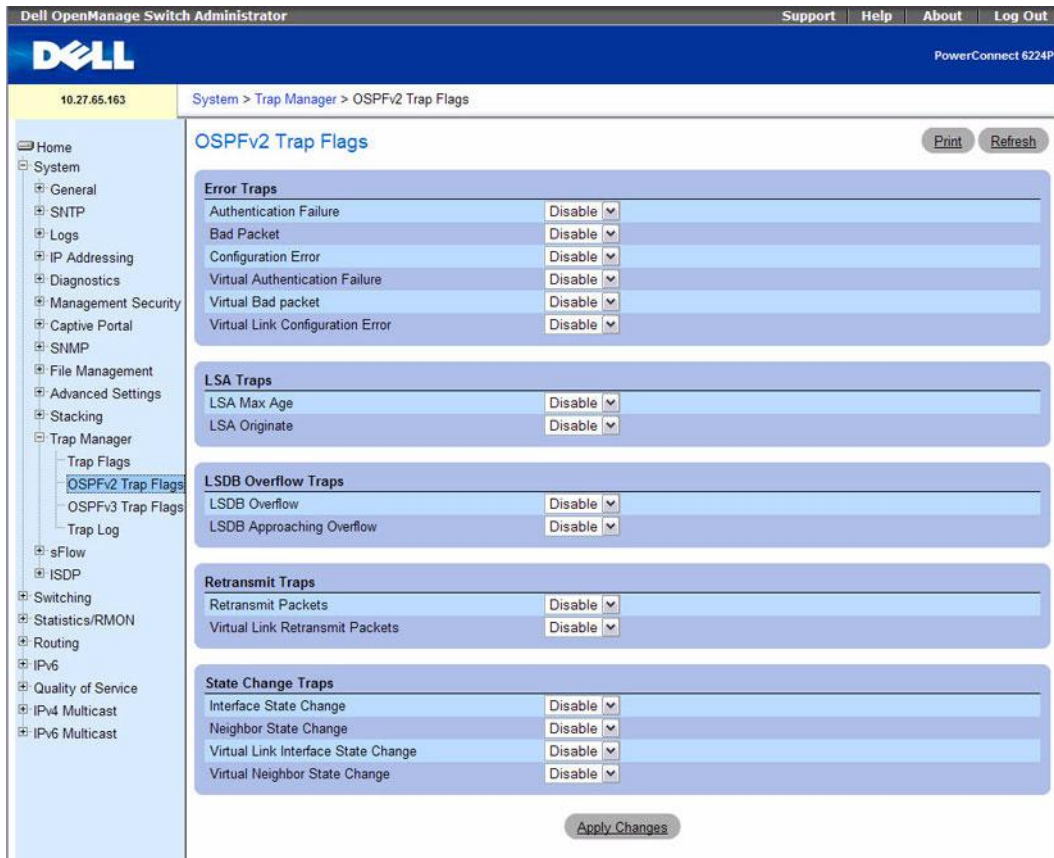 Dell OpenManage Switch Administrator
Support Help About Log Out
DELL
PowerConnect 6224P
10.27.65.163
System > Trap Manager > OSPFv2 Trap Flags
Home
System
General
SNTP
Logs
IP Addressing
Diagnostics
Management Security
Captive Portal
SNMP
File Management
Advanced Settings
Stacking
Trap Manager
Trap Flags
OSPFv2 Trap Flags
OSPFv3 Trap Flags
Trap Log
sFlow
ISDP
Switching
Statistics/RMON
Routing
IPv6
Quality of Service
IPv4 Multicast
IPv6 Multicast
OSPFv2 Trap Flags
Print Refresh
Error Traps
Authentication Failure Disable
Bad Packet Disable
Configuration Error Disable
Virtual Authentication Failure Disable
Virtual Bad packet Disable
Virtual Link Configuration Error Disable
LSA Traps
LSA Max Age Disable
LSA Originate Disable
LSDB Overflow Traps
LSDB Overflow Disable
LSDB Approaching Overflow Disable
Retransmit Traps
Retransmit Packets Disable
Virtual Link Retransmit Packets Disable
State Change Traps
Interface State Change Disable
Neighbor State Change Disable
Virtual Link Interface State Change Disable
Virtual Neighbor State Change Disable
Apply Changes